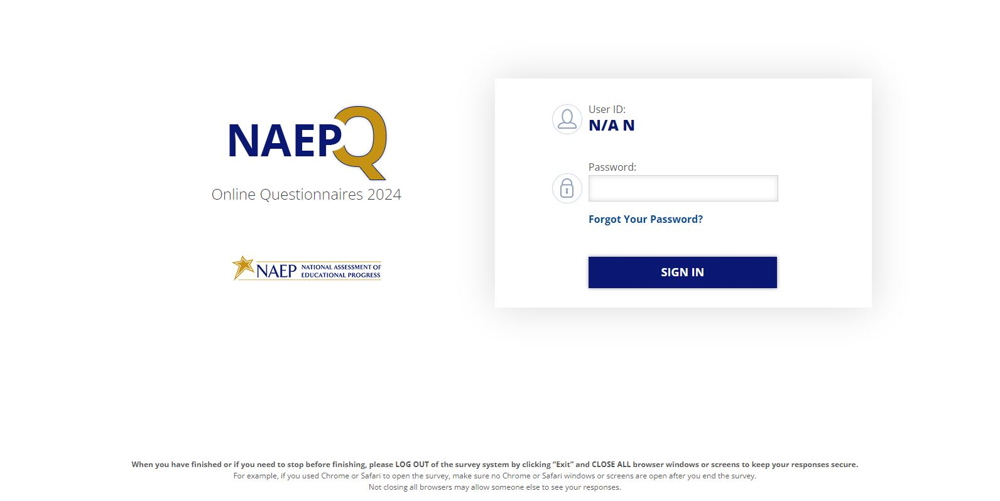 NAEPQ
Online Questionnaires 2024
NAEP NATIONAL ASSESSMENT OF
EDUCATIONAL PROGRESS
User ID:
N/A N
Password:
Forgot Your Password?
SIGN IN
When you have finished or if you need to stop before finishing, please LOG OUT of the survey system by clicking “Exit” and CLOSE ALL browser windows or screens to keep your responses secure.
For example, if you used Chrome or Safari to open the survey, make sure no Chrome or Safari windows or screens are open after you end the survey.
Not closing all browsers may allow someone else to see your responses.